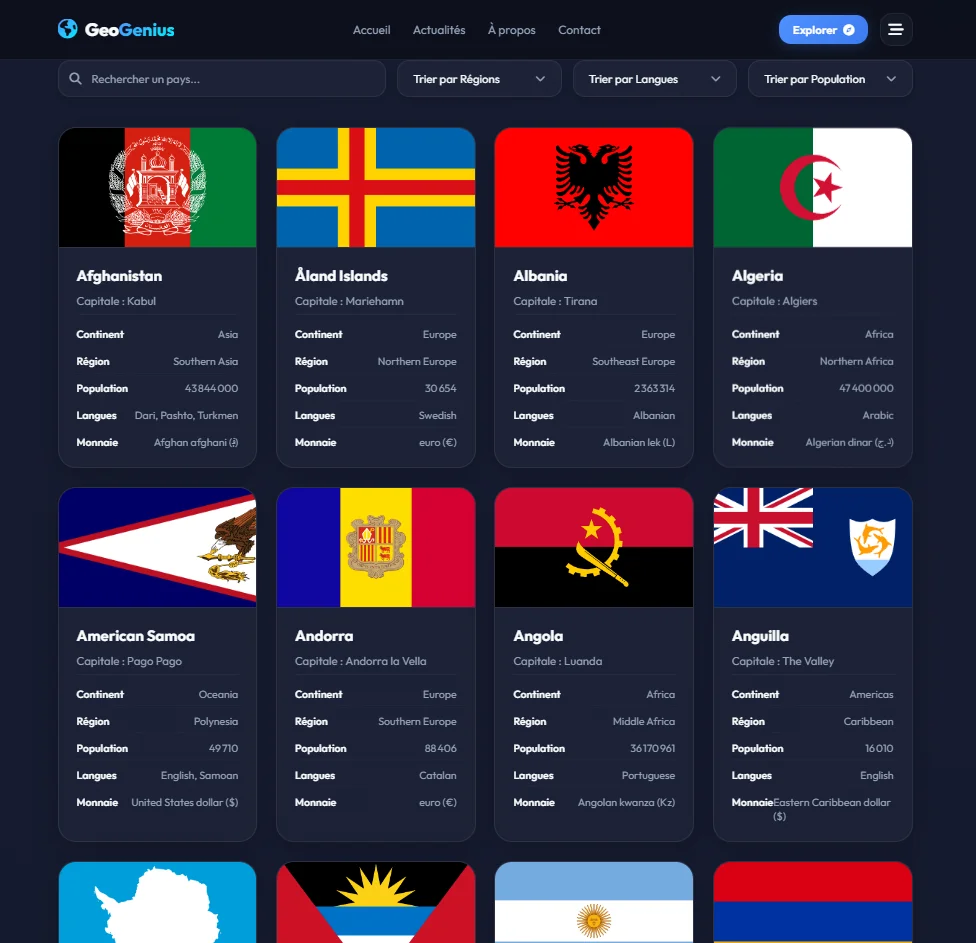 GeoGenius Accueil Actualités À propos Contact Explorer
Rechercher un pays... Trier par Régions Trier par Langues Trier par Population
Afghanistan
Capitale : Kabul
Continent Asia
Région Southern Asia
Population 43 844 000
Langues Dari, Pashto, Turkmen
Monnaie Afghan afghani (؋)
Åland Islands
Capitale : Mariehamn
Continent Europe
Région Northern Europe
Population 30 654
Langues Swedish
Monnaie euro (€)
Albania
Capitale : Tirana
Continent Europe
Région Southeast Europe
Population 2 363 314
Langues Albanian
Monnaie Albanian lek (L)
Algeria
Capitale : Algiers
Continent Africa
Région Northern Africa
Population 47 400 000
Langues Arabic
Monnaie Algerian dinar (د.ج)
American Samoa
Capitale : Pago Pago
Continent Oceania
Région Polynesia
Population 49 710
Langues English, Samoan
Monnaie United States dollar ($)
Andorra
Capitale : Andorra la Vella
Continent Europe
Région Southern Europe
Population 88 406
Langues Catalan
Monnaie euro (€)
Angola
Capitale : Luanda
Continent Africa
Région Middle Africa
Population 36 170 961
Langues Portuguese
Monnaie Angolan kwanza (Kz)
Anguilla
Capitale : The Valley
Continent Americas
Région Caribbean
Population 16 010
Langues English
Monnaie Eastern Caribbean dollar
($)